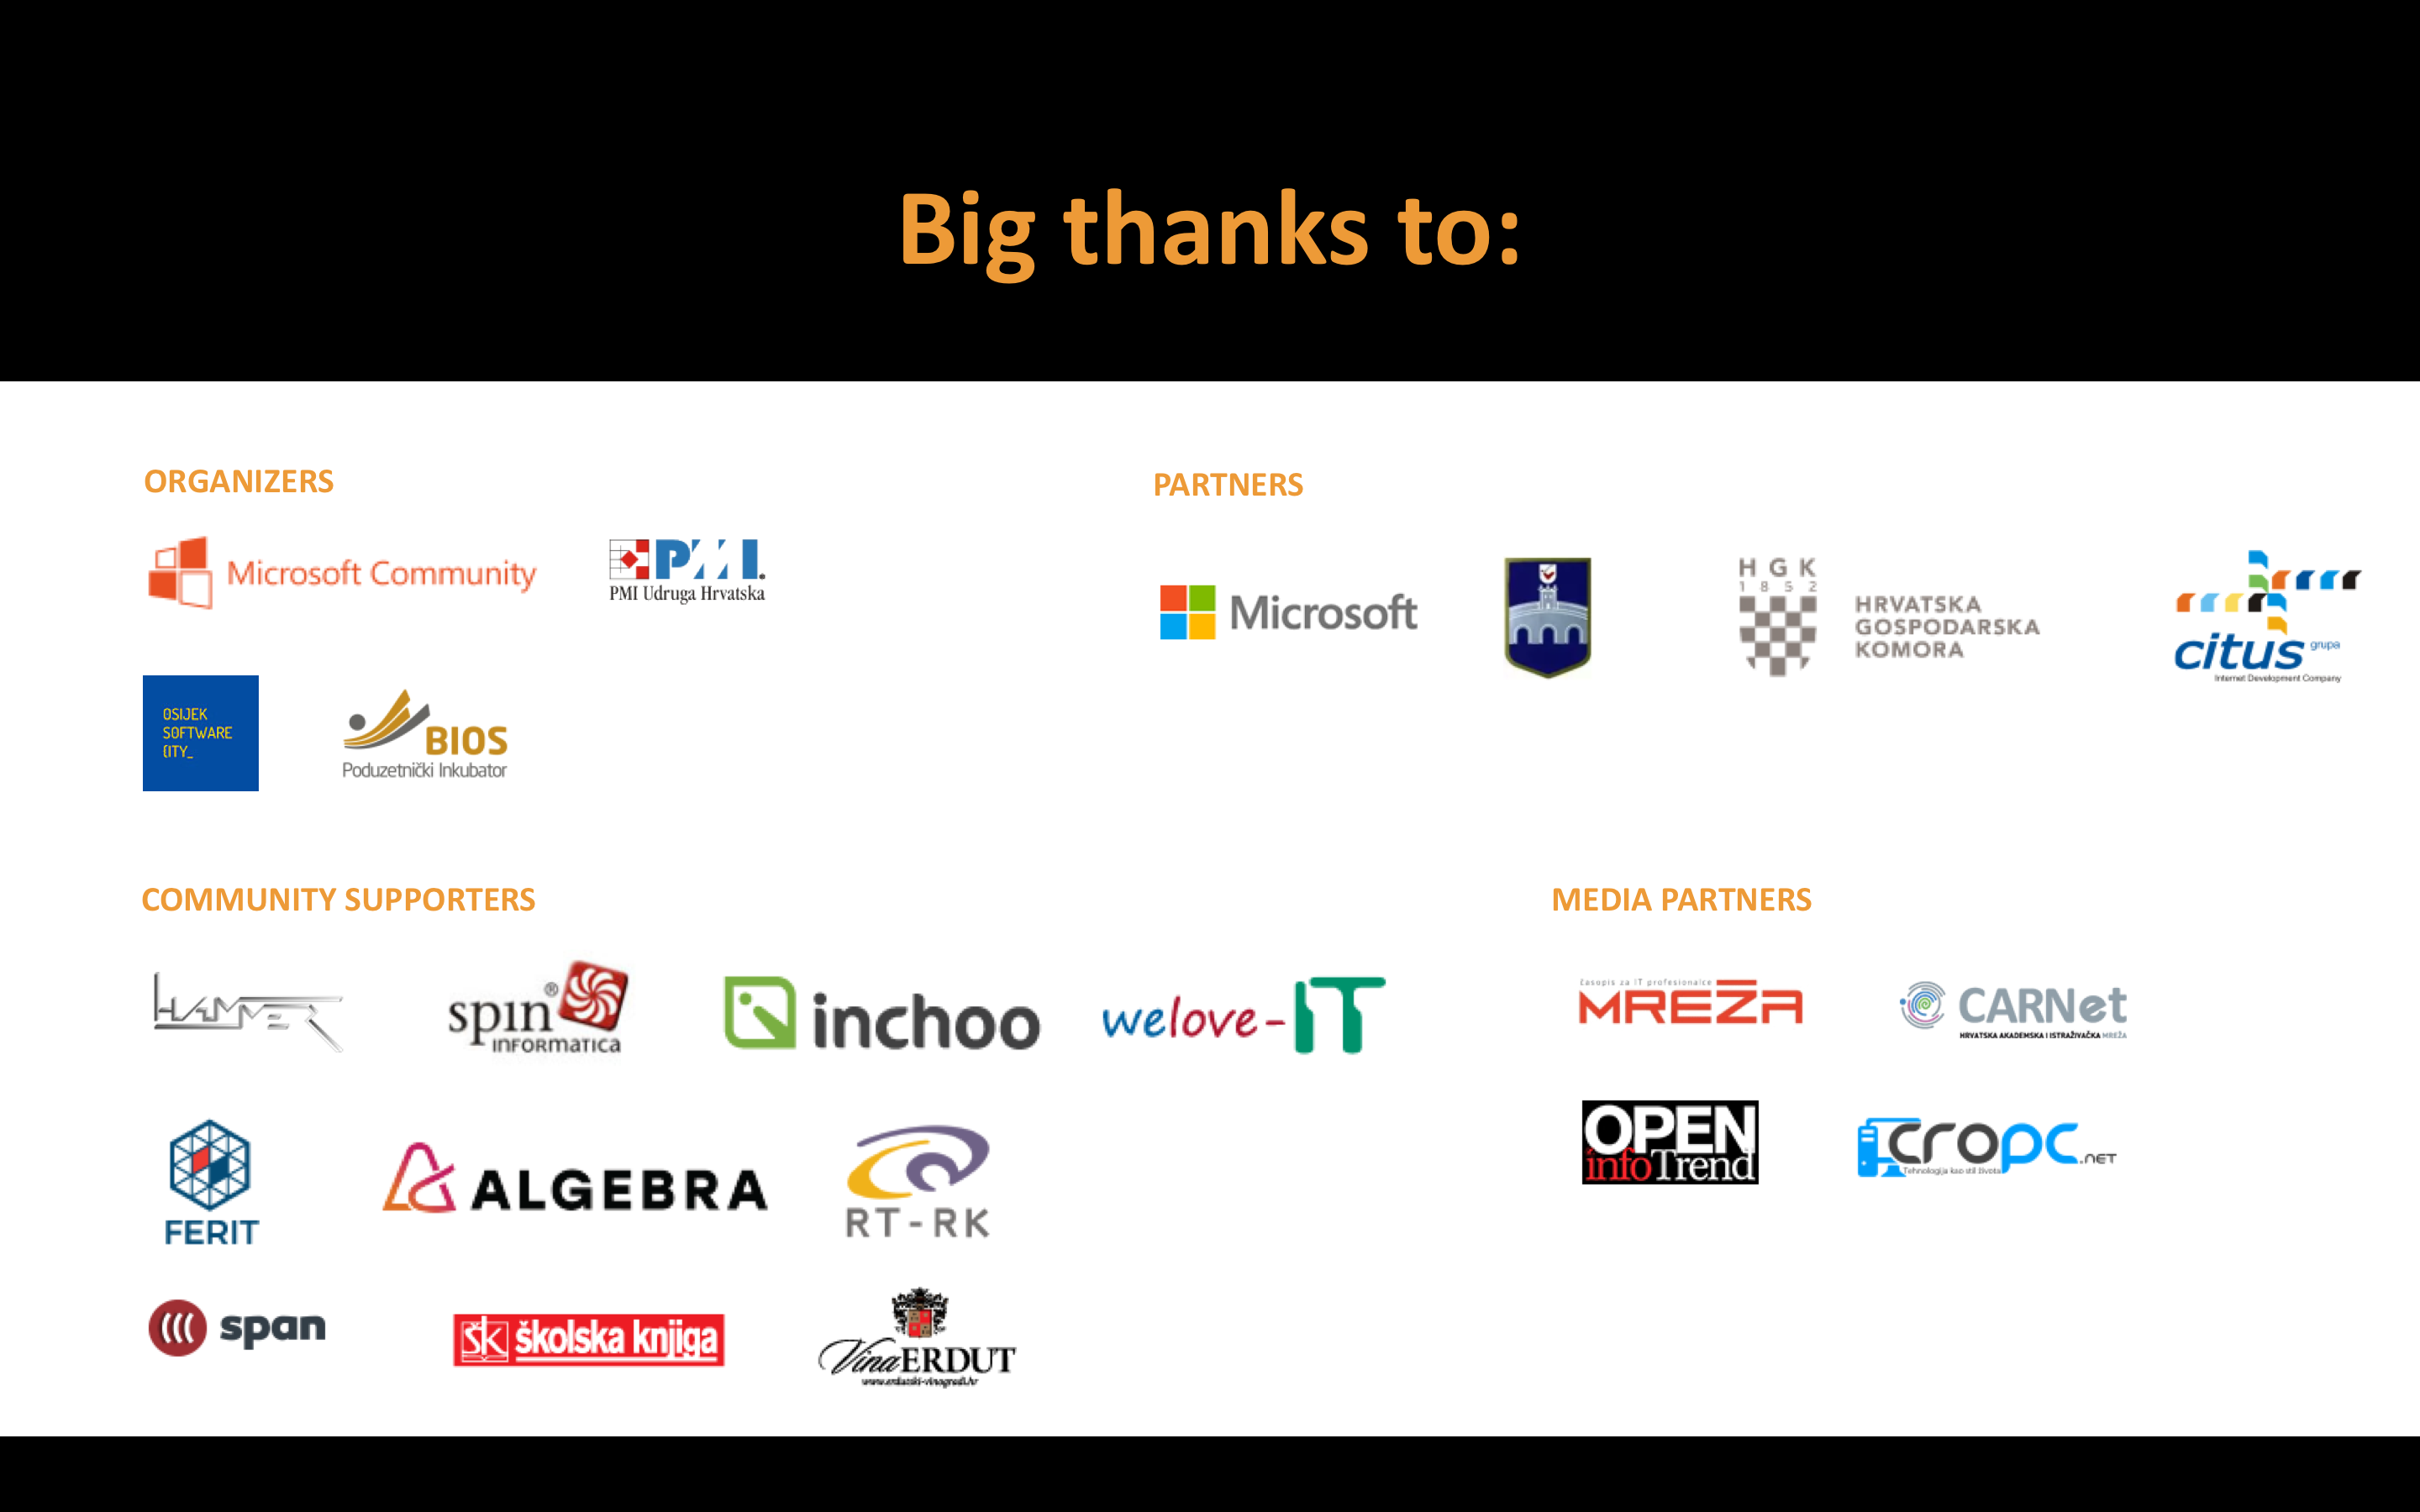 Big thanks to:
ORGANIZERS
Microsoft Community
PMI.
PMI Udruga Hrvatska
OSIJEK
SOFTWARE
CITY_
BIOS
Poduzetnički Inkubator
PARTNERS
Microsoft
HGK
1852
HRVATSKA
GOSPODARSKA
KOMORA
citus grupa
Internet Development Company
COMMUNITY SUPPORTERS
HAMMER
spin®
INFORMATICA
inchoo
welove-IT
FERIT
ALGEBRA
RT-RK
span
šk školska knjiga
Vina ERDUT
www.erdutski-vinogradi.hr
MEDIA PARTNERS
časopis za IT profesionalce
MREŽA
CARNet
HRVATSKA AKADEMSKA I ISTRAŽIVAČKA MREŽA
OPEN
infoTrend
cropc.net
Tehnologija kao stil života